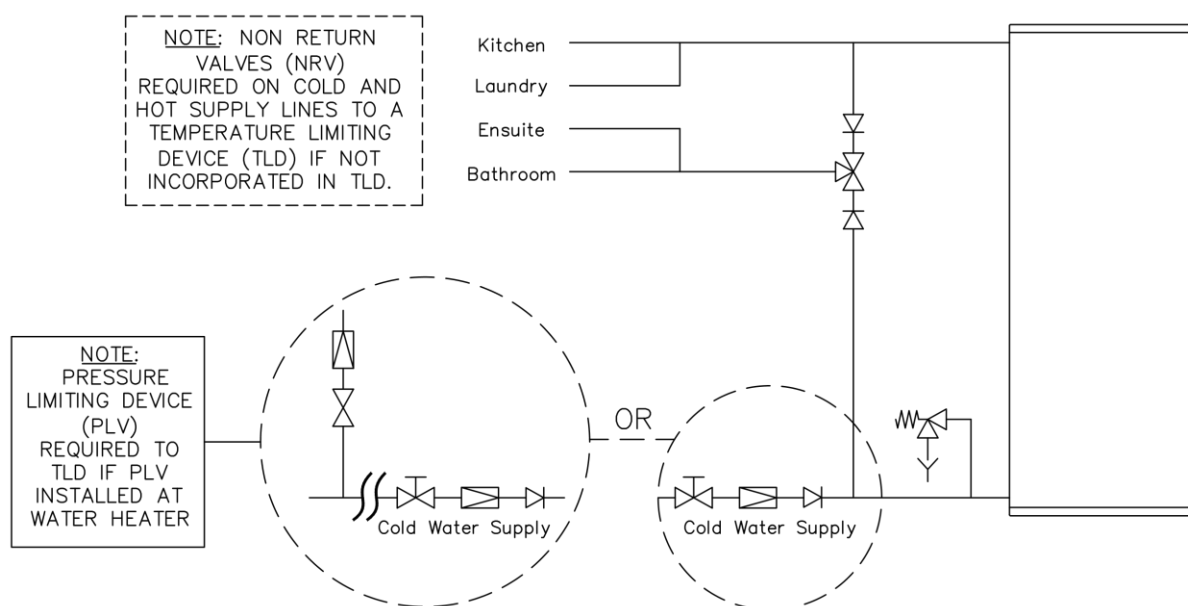 NOTE: NON RETURN
VALVES (NRV)
REQUIRED ON COLD AND
HOT SUPPLY LINES TO A
TEMPERATURE LIMITING
DEVICE (TLD) IF NOT
INCORPORATED IN TLD.
Kitchen
Laundry
Ensuite
Bathroom
NOTE:
PRESSURE
LIMITING DEVICE
(PLV)
REQUIRED TO
TLD IF PLV
INSTALLED AT
WATER HEATER
OR
Cold Water Supply
Cold Water Supply